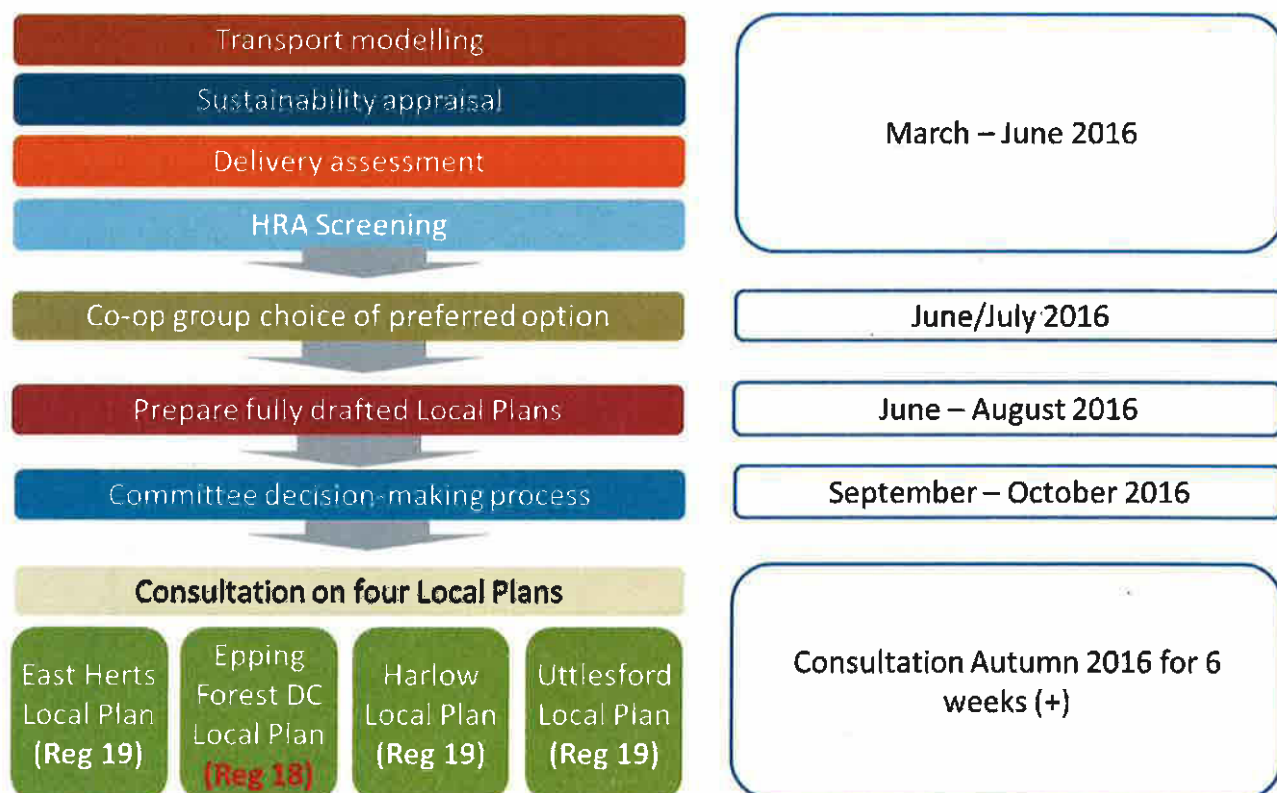 Transport modelling
Sustainability appraisal
Delivery assessment
HRA Screening
March – June 2016
Co-op group choice of preferred option
June/July 2016
Prepare fully drafted Local Plans
June – August 2016
Committee decision-making process
September – October 2016
Consultation on four Local Plans
East Herts
Local Plan
(Reg 19)
Epping
Forest DC
Local Plan
(Reg 18)
Harlow
Local Plan
(Reg 19)
Uttlesford
Local Plan
(Reg 19)
Consultation Autumn 2016 for 6
weeks (+)